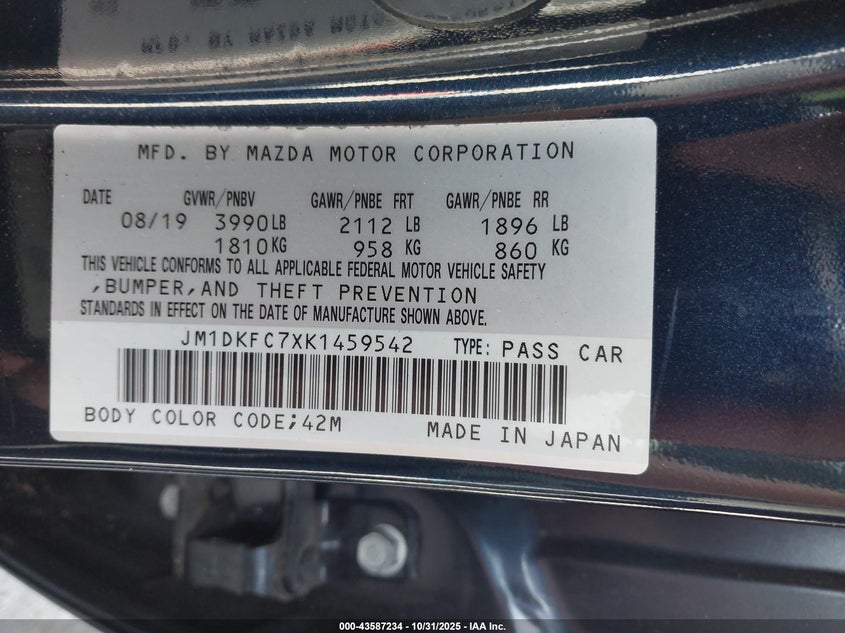 MFD. BY MAZDA MOTOR CORPORATION
DATE GVWR/PNBV GAWR/PNBE FRT GAWR/PNBE RR
08/19 3990LB 2112 LB 1896 LB
1810KG 958 KG 860 KG
THIS VEHICLE CONFORMS TO ALL APPLICABLE FEDERAL MOTOR VEHICLE SAFETY
,BUMPER,AND THEFT PREVENTION
STANDARDS IN EFFECT ON THE DATE OF MANUFACTURE SHOWN ABOVE.
JM1DKFC7XK1459542 TYPE: PASS CAR
BODY COLOR CODE;42M
MADE IN JAPAN
000-43587234 - 10/31/2025 - IAA Inc.